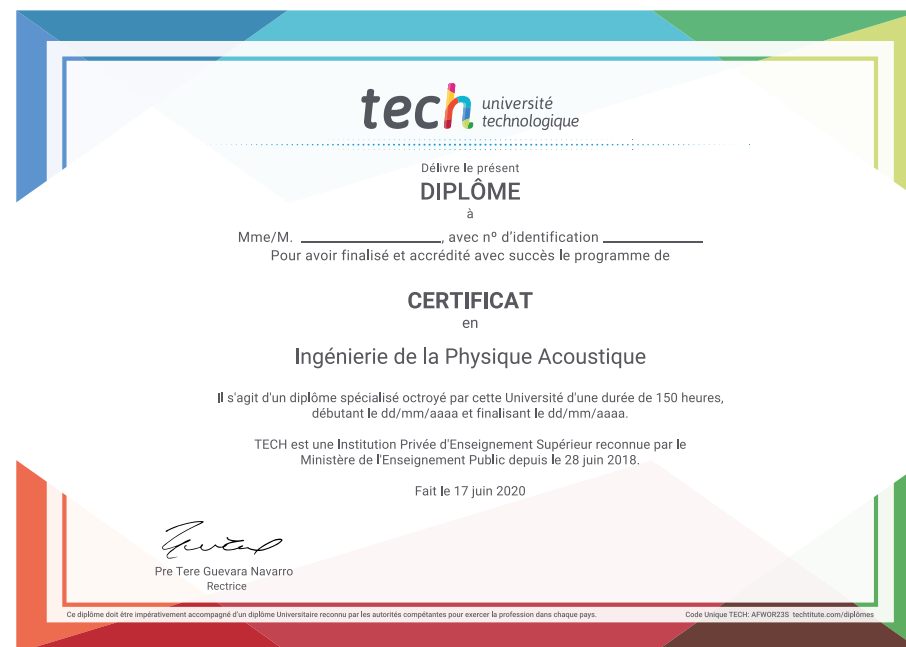 tech université
technologique
Délivre le présent
DIPLÔME
à
Mme/M. ____________________, avec nº d'identification ______________
Pour avoir finalisé et accrédité avec succès le programme de
CERTIFICAT
en
Ingénierie de la Physique Acoustique
Il s'agit d'un diplôme spécialisé octroyé par cette Université d'une durée de 150 heures,
débutant le dd/mm/aaaa et finalisant le dd/mm/aaaa.
TECH est une Institution Privée d'Enseignement Supérieur reconnue par le
Ministère de l'Enseignement Public depuis le 28 juin 2018.
Fait le 17 juin 2020
Pre Tere Guevara Navarro
Rectrice
Ce diplôme doit être impérativement accompagné d'un diplôme Universitaire reconnu par les autorités compétantes pour exercer la profession dans chaque pays.
Code Unique TECH: AFWOR23S techtitute.com/diplômes